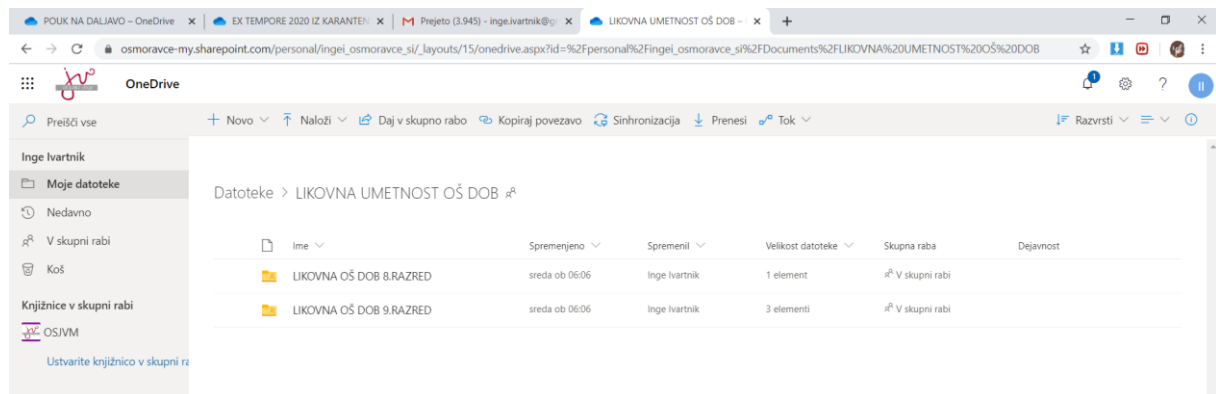 POUK NA DALJAVO – OneDrive
EX TEMPORE 2020 IZ KARANTEN
Prejeto (3.945) - inge.ivartnik@g
LIKOVNA UMETNOST OŠ DOB –
osmoravce-my.sharepoint.com/personal/ingei_osmoravce_si/_layouts/15/onedrive.aspx?id=%2Fpersonal%2Fingei_osmoravce_si%2FDocuments%2FLIKOVNA%20UMETNOST%20OŠ%20DOB
OneDrive
1
?
II
Preišči vse
Novo
Naloži
Daj v skupno rabo
Kopiraj povezavo
Sinhronizacija
Prenesi
Tok
Razvrsti
Inge Ivartnik
Moje datoteke
Nedavno
V skupni rabi
Koš
Knjižnice v skupni rabi
OSJVM
Ustvarite knjižnico v skupni ra
Datoteke > LIKOVNA UMETNOST OŠ DOB
Ime Spremenjeno Spremenil Velikost datoteke Skupna raba Dejavnost
LIKOVNA OŠ DOB 8.RAZRED sreda ob 06:06 Inge Ivartnik 1 element V skupni rabi
LIKOVNA OŠ DOB 9.RAZRED sreda ob 06:06 Inge Ivartnik 3 elementi V skupni rabi